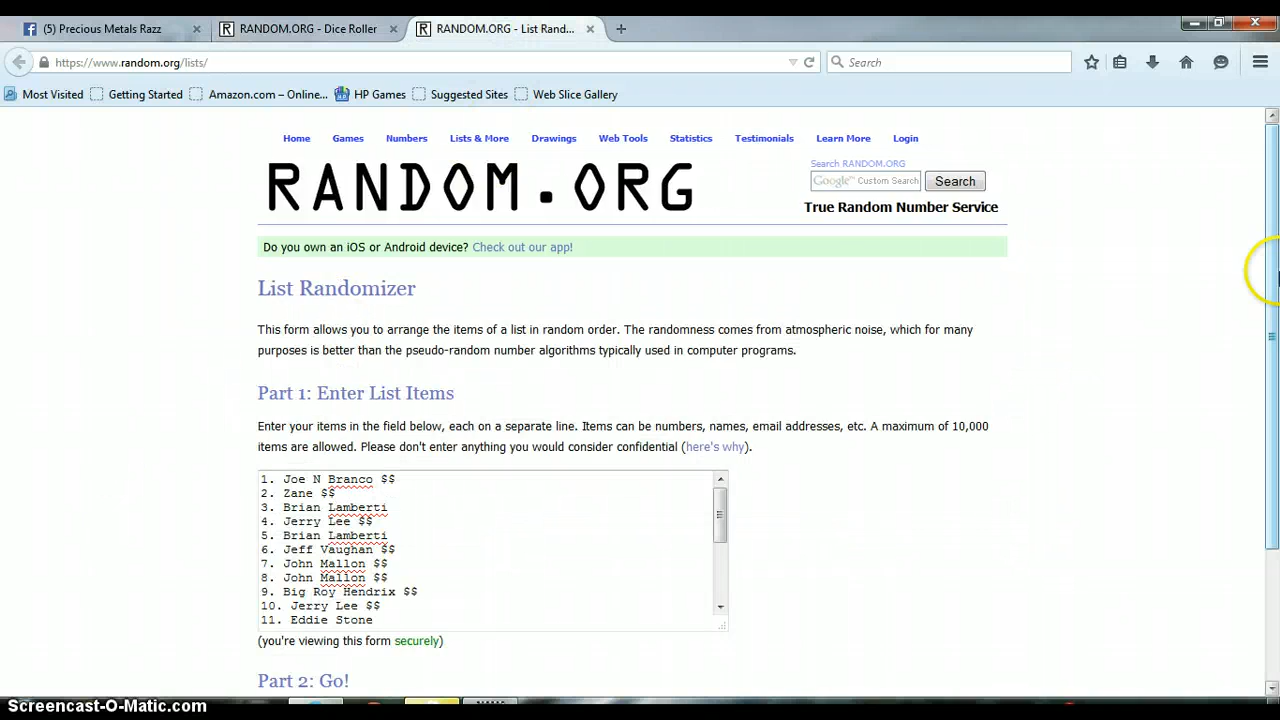 (5) Precious Metals Razz
RANDOM.ORG - Dice Roller
RANDOM.ORG - List Rand...
https://www.random.org/lists/
Search
Most Visited
Getting Started
Amazon.com – Online...
HP Games
Suggested Sites
Web Slice Gallery
Home
Games
Numbers
Lists & More
Drawings
Web Tools
Statistics
Testimonials
Learn More
Login
RANDOM.ORG
Search RANDOM.ORG
Google™ Custom Search
Search
True Random Number Service
Do you own an iOS or Android device? Check out our app!
List Randomizer
This form allows you to arrange the items of a list in random order. The randomness comes from atmospheric noise, which for many
purposes is better than the pseudo-random number algorithms typically used in computer programs.
Part 1: Enter List Items
Enter your items in the field below, each on a separate line. Items can be numbers, names, email addresses, etc. A maximum of 10,000
items are allowed. Please don't enter anything you would consider confidential (here's why).
1. Joe N Branco $$
2. Zane $$
3. Brian Lamberti
4. Jerry Lee $$
5. Brian Lamberti
6. Jeff Vaughan $$
7. John Mallon $$
8. John Mallon $$
9. Big Roy Hendrix $$
10. Jerry Lee $$
11. Eddie Stone
(you're viewing this form securely)
Part 2: Go!
Screencast-O-Matic.com